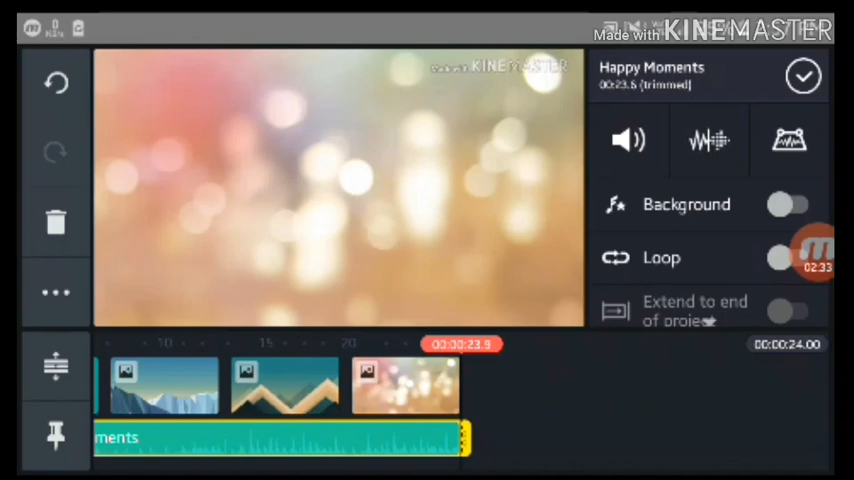 Made with KINEMASTER
Made with KINEMASTER
Happy Moments
00:23.6 (trimmed)
Background
Loop
02:33
Extend to end
of project
10
15
20
00:00:23.9
00:00:24.00
ments